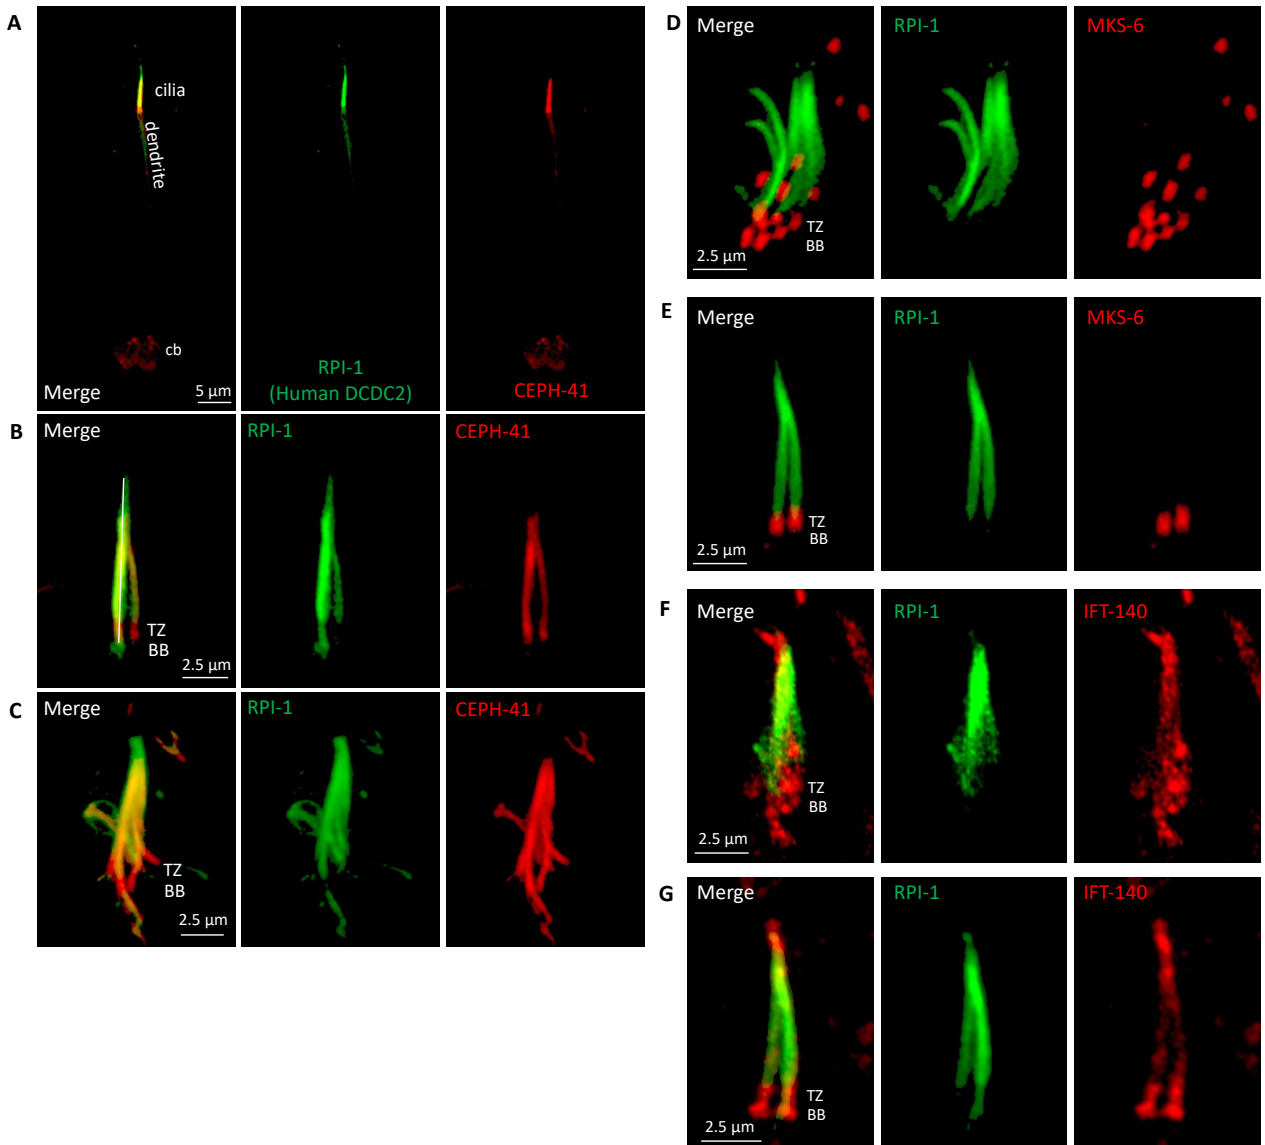 A
cilia
dendrite
cb
Merge
5 µm
RPI-1
(Human DCDC2)
CEPH-41
B
Merge
RPI-1
CEPH-41
TZ
BB
2.5 µm
C
Merge
RPI-1
CEPH-41
TZ
BB
2.5 µm
D
Merge
RPI-1
MKS-6
TZ
BB
2.5 µm
E
Merge
RPI-1
MKS-6
TZ
BB
2.5 µm
F
Merge
RPI-1
IFT-140
TZ
BB
2.5 µm
G
Merge
RPI-1
IFT-140
TZ
BB
2.5 µm